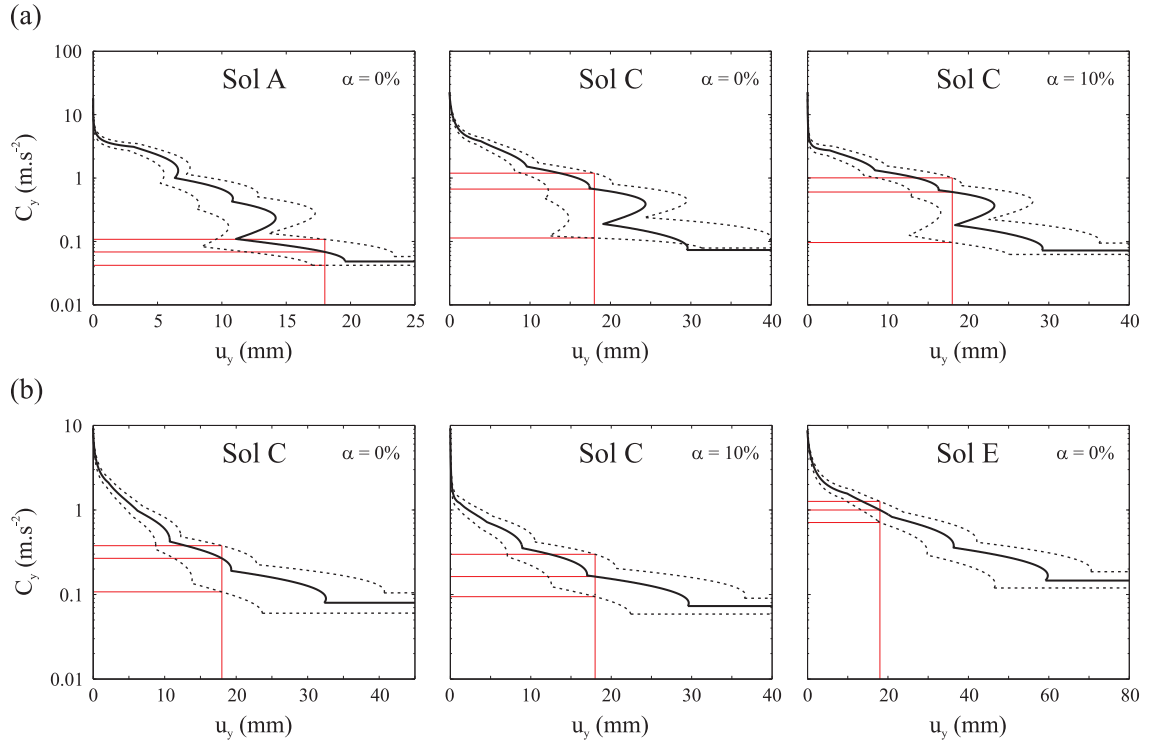 (a)
100
10
1
0.1
0.01
C_y (m.s⁻²)
Sol A
α = 0%
0 5 10 15 20 25
u_y (mm)
Sol C
α = 0%
0 10 20 30 40
u_y (mm)
Sol C
α = 10%
0 10 20 30 40
u_y (mm)
(b)
10
1
0.1
0.01
C_y (m.s⁻²)
Sol C
α = 0%
0 10 20 30 40
u_y (mm)
Sol C
α = 10%
0 10 20 30 40
u_y (mm)
Sol E
α = 0%
0 20 40 60 80
u_y (mm)